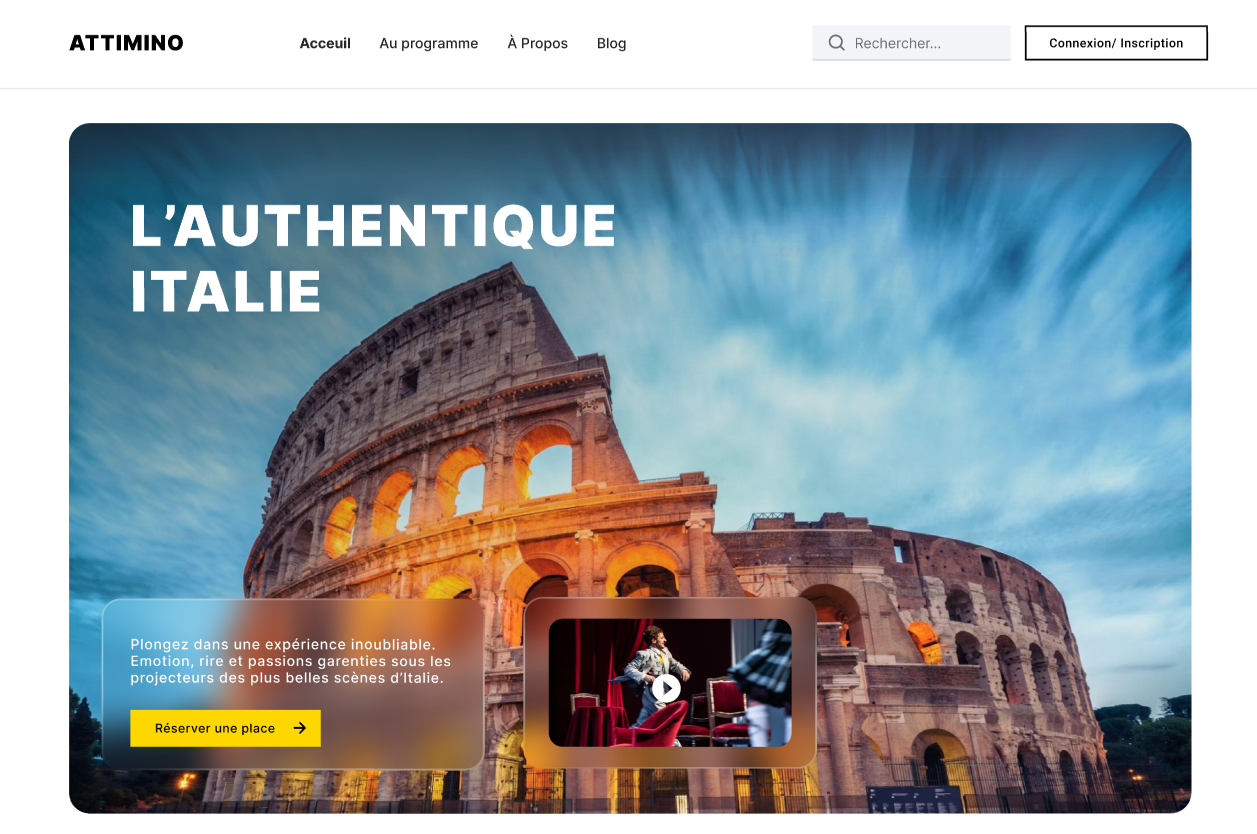 ATTIMINO
Acceuil
Au programme
À Propos
Blog
Rechercher...
Connexion/ Inscription
L’AUTHENTIQUE
ITALIE
Plongez dans une expérience inoubliable.
Emotion, rire et passions garenties sous les
projecteurs des plus belles scènes d’Italie.
Réserver une place